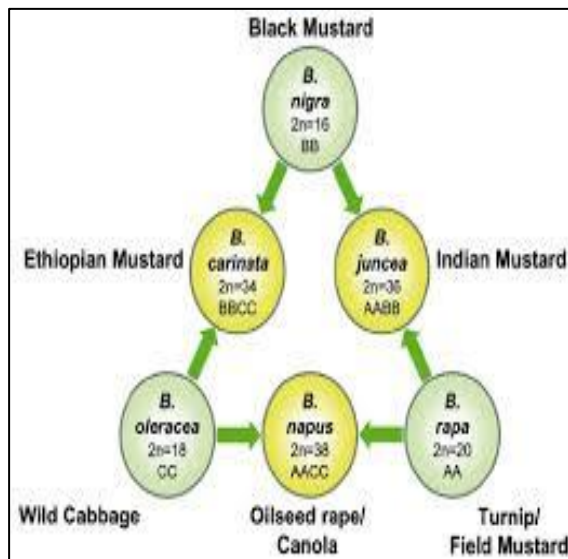 Black Mustard
B.
nigra
2n=16
BB
Ethiopian Mustard
B.
carinata
2n=34
BBCC
B.
juncea
2n=36
AABB
Indian Mustard
B.
oleracea
2n=18
CC
B.
napus
2n=38
AACC
B.
rapa
2n=20
AA
Wild Cabbage
Oilseed rape/
Canola
Turnip/
Field Mustard